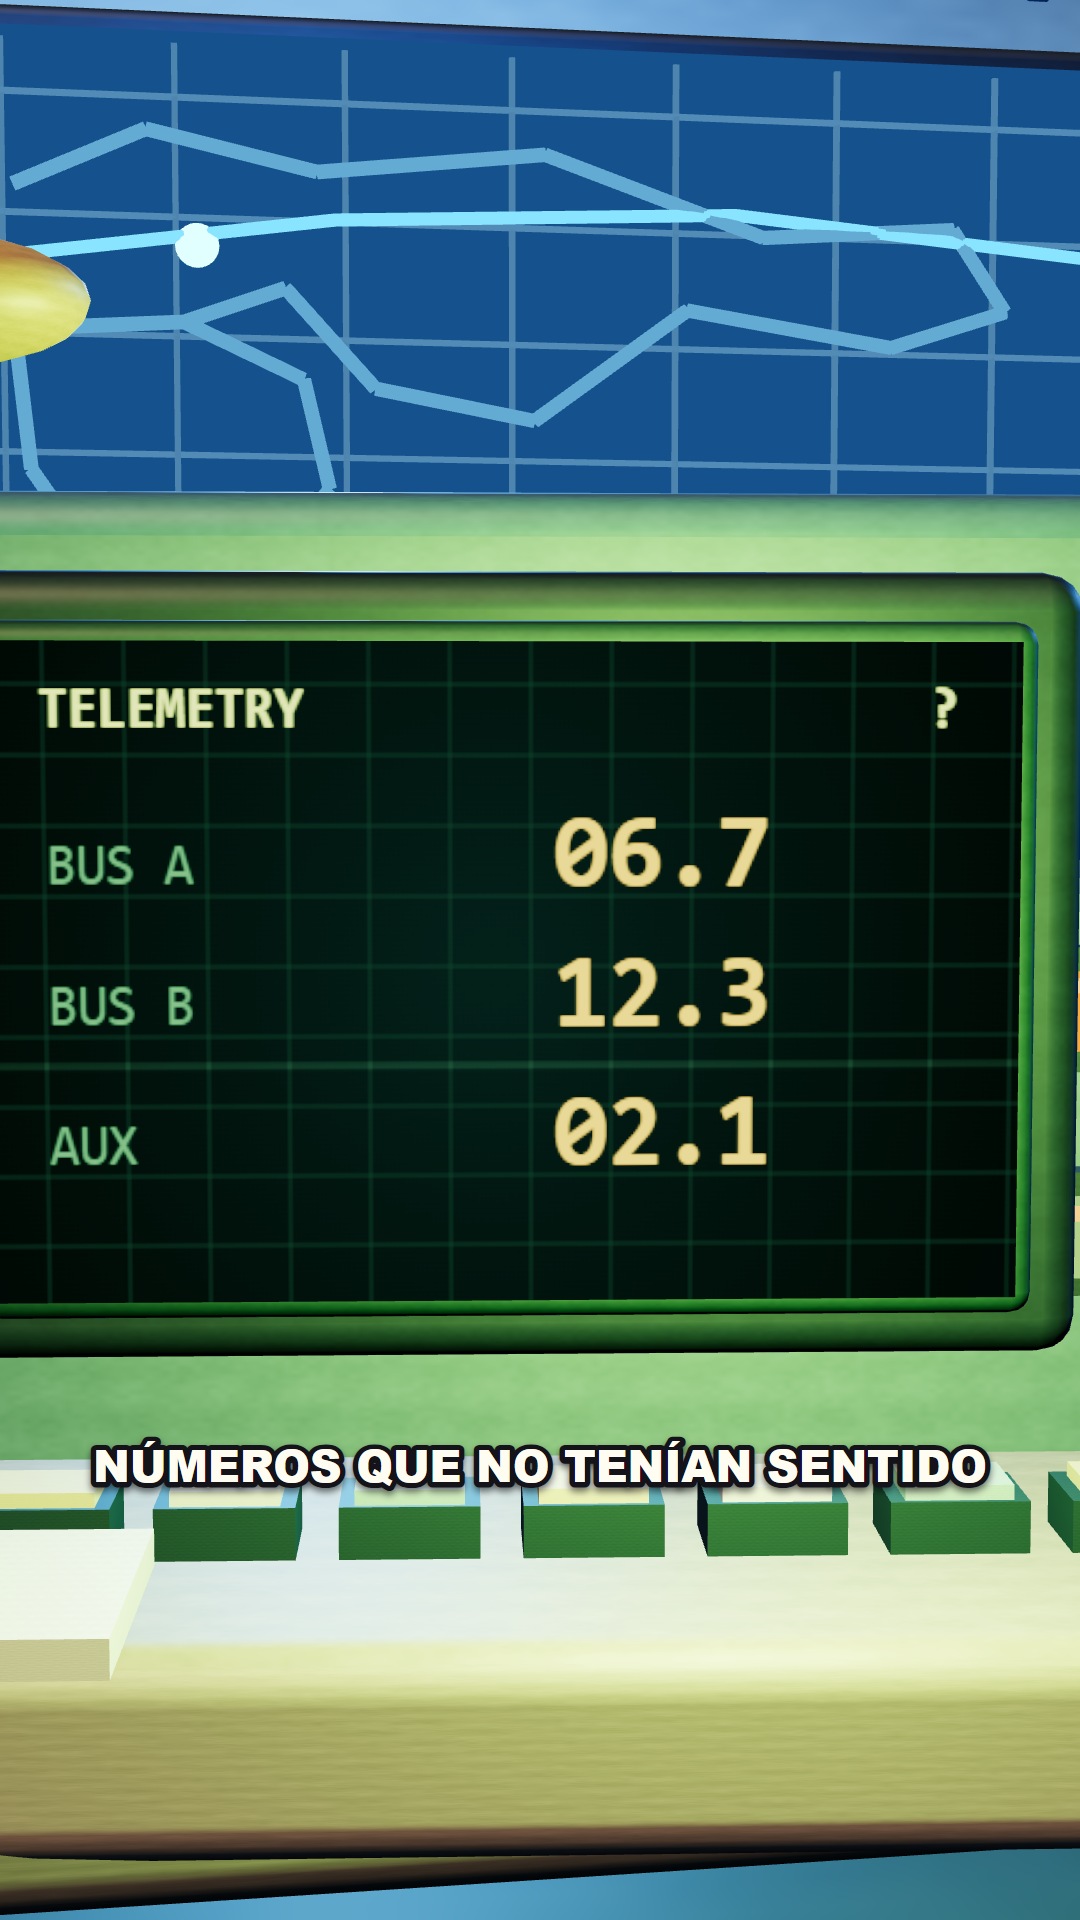 TELEMETRY ?
BUS A 06.7
BUS B 12.3
AUX 02.1
NÚMEROS QUE NO TENÍAN SENTIDO